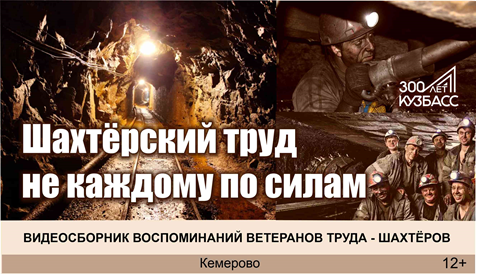 300 ЛЕТ
КУЗБАСС
Шахтёрский труд
не каждому по силам
ВИДЕОСБОРНИК ВОСПОМИНАНИЙ ВЕТЕРАНОВ ТРУДА - ШАХТЁРОВ
Кемерово
12+